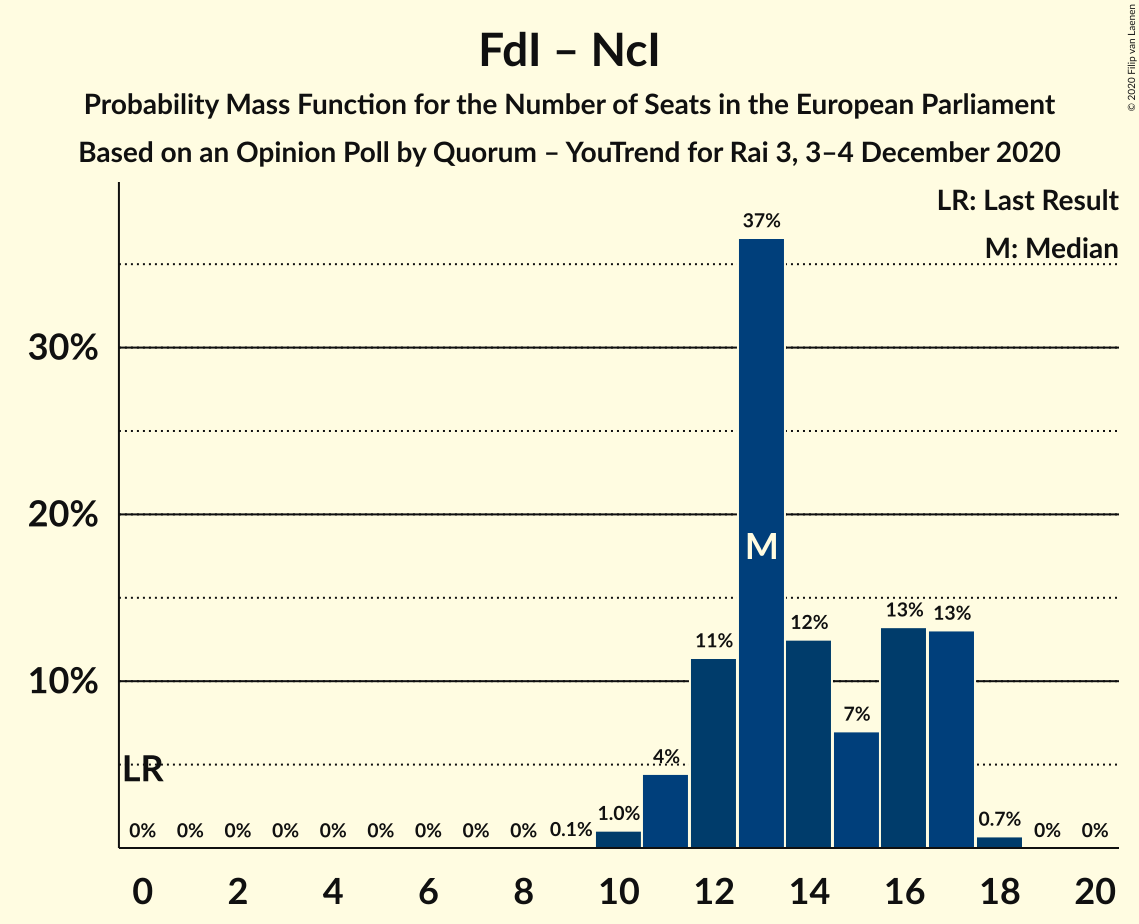 FdI – NcI
Probability Mass Function for the Number of Seats in the European Parliament
Based on an Opinion Poll by Quorum – YouTrend for Rai 3, 3–4 December 2020
© 2020 Filip van Laenen
LR: Last Result
M: Median
37%
30%
20%
M
13%
13%
12%
11%
10%
7%
4%
LR
1.0%
0.7%
0% 0% 0% 0% 0% 0% 0% 0% 0% 0.1% 0% 0%
0 2 4 6 8 10 12 14 16 18 20